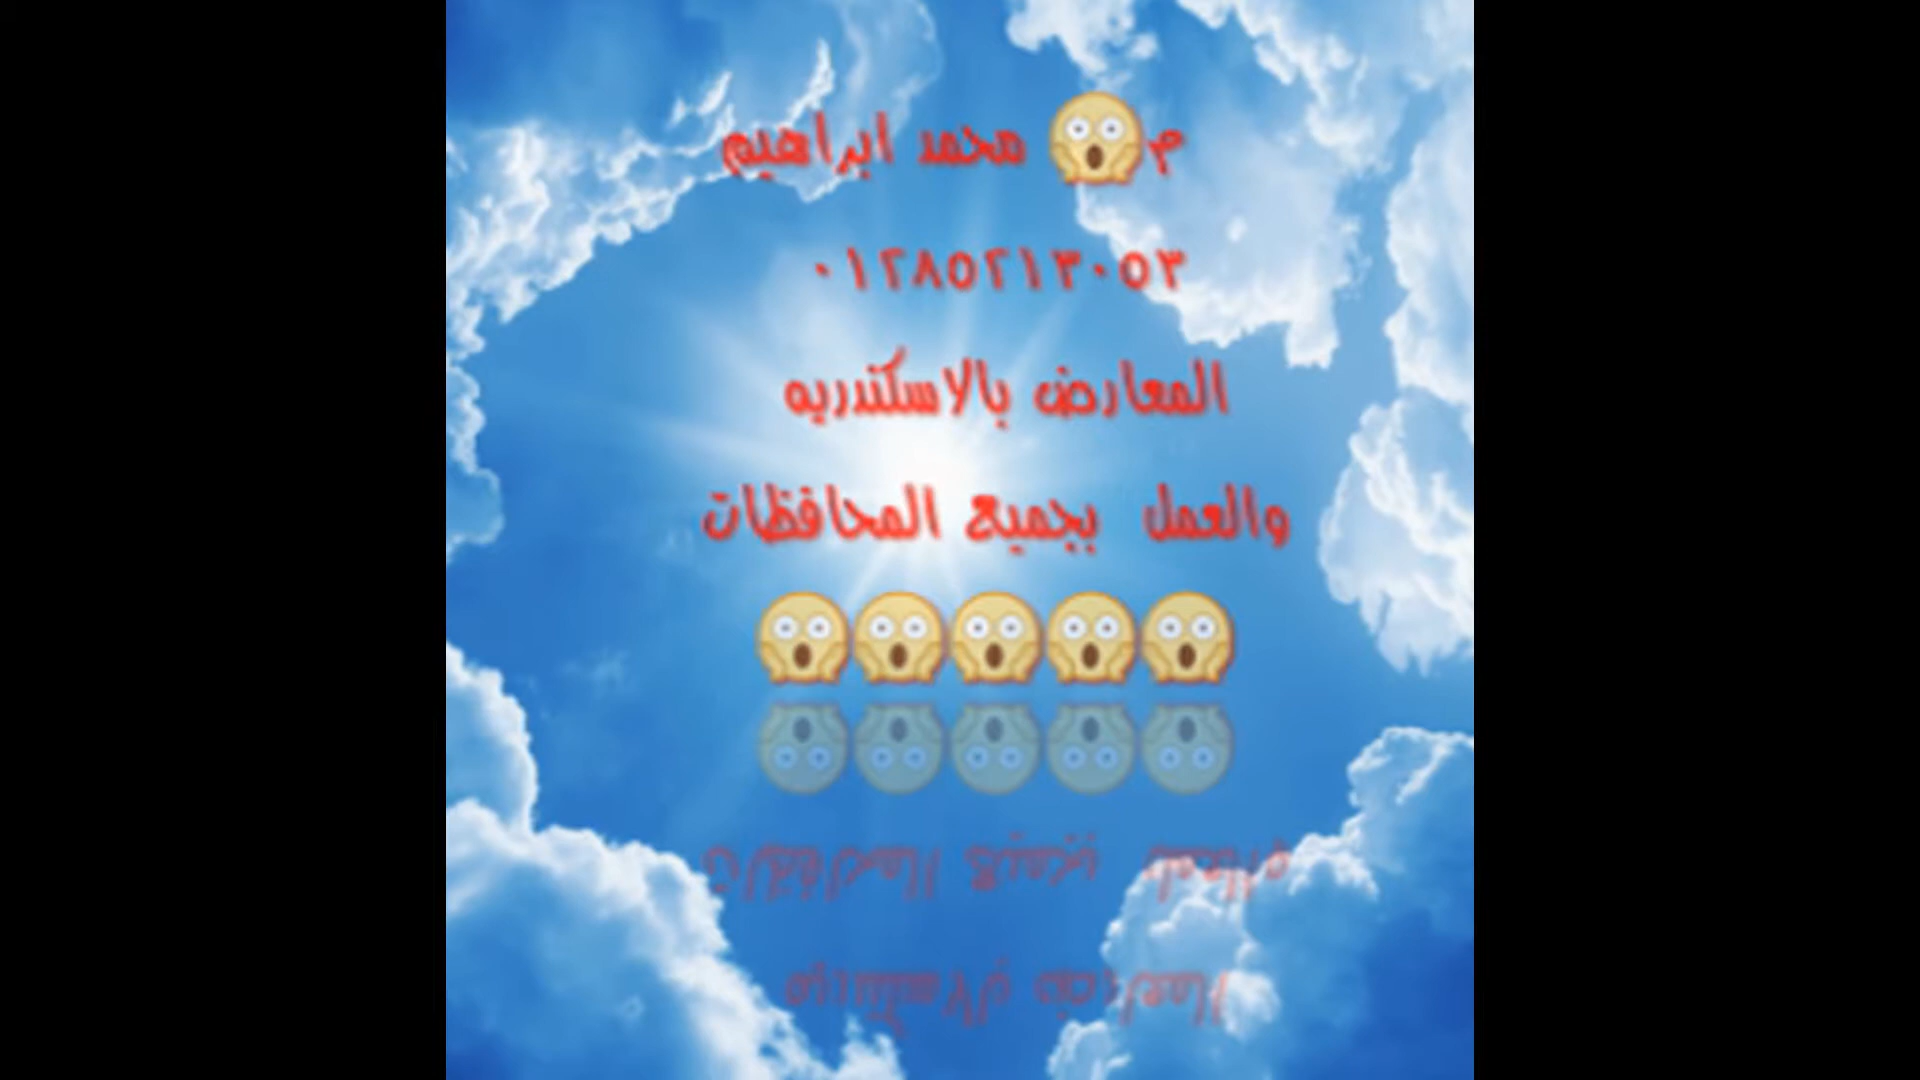 م😱 محمد ابراهيم
٠١٢٨٥٢١٣٠٥٣
المعارض بالاسكندريه
والعمل بجميع المحافظات
😱😱😱😱😱